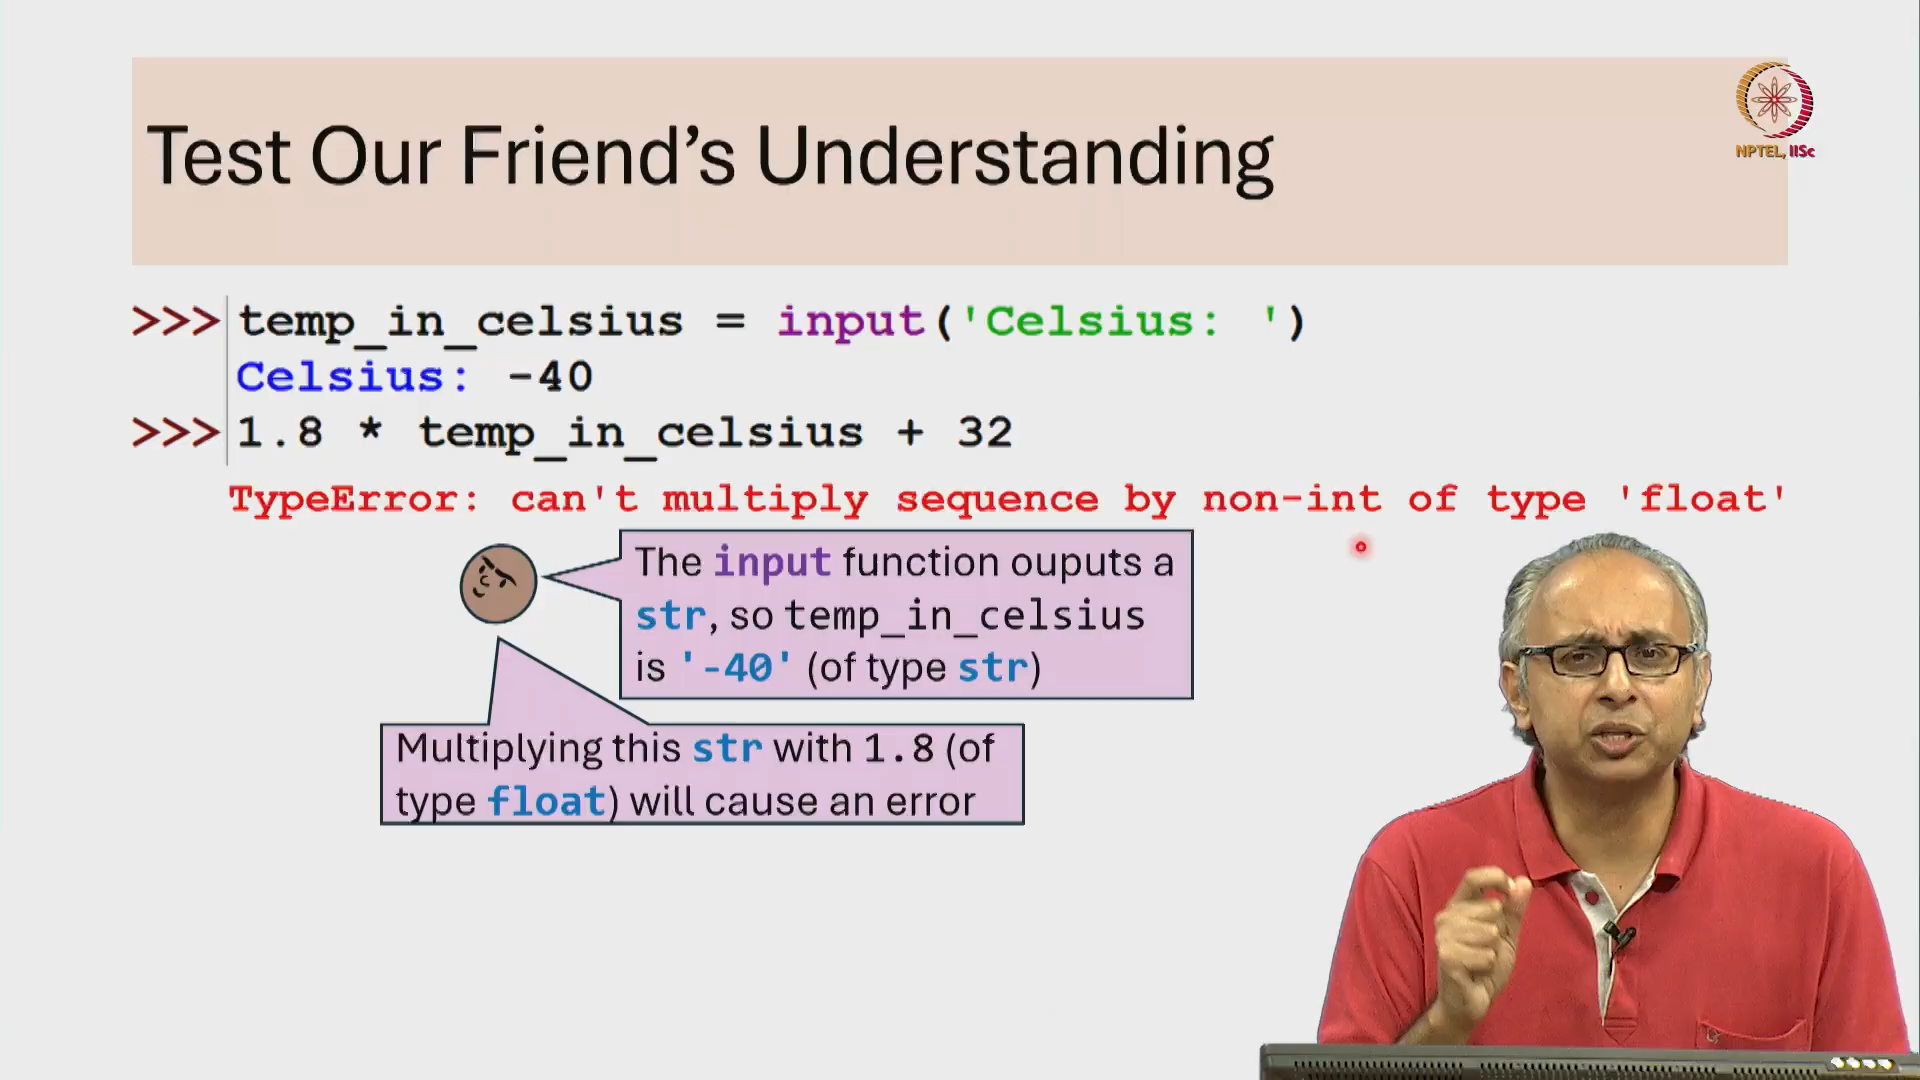 Test Our Friend's Understanding
NPTEL, IISc
>>> temp_in_celsius = input('Celsius: ')
Celsius: -40
>>> 1.8 * temp_in_celsius + 32
TypeError: can't multiply sequence by non-int of type 'float'
The input function ouputs a
str, so temp_in_celsius
is '-40' (of type str)
Multiplying this str with 1.8 (of
type float) will cause an error